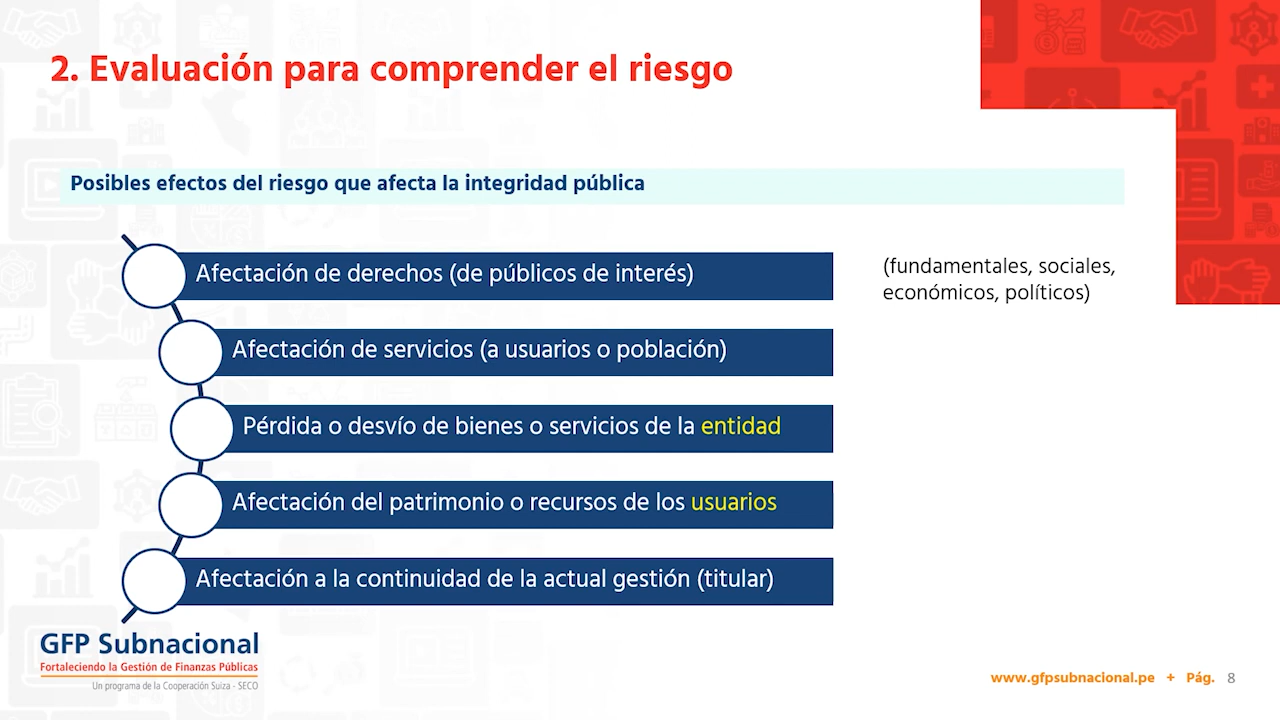 2. Evaluación para comprender el riesgo
Posibles efectos del riesgo que afecta la integridad pública
Afectación de derechos (de públicos de interés)
(fundamentales, sociales,
económicos, políticos)
Afectación de servicios (a usuarios o población)
Pérdida o desvío de bienes o servicios de la entidad
Afectación del patrimonio o recursos de los usuarios
Afectación a la continuidad de la actual gestión (titular)
GFP Subnacional
Fortaleciendo la Gestión de Finanzas Públicas
Un programa de la Cooperación Suiza - SECO
www.gfpsubnacional.pe + Pág. 8